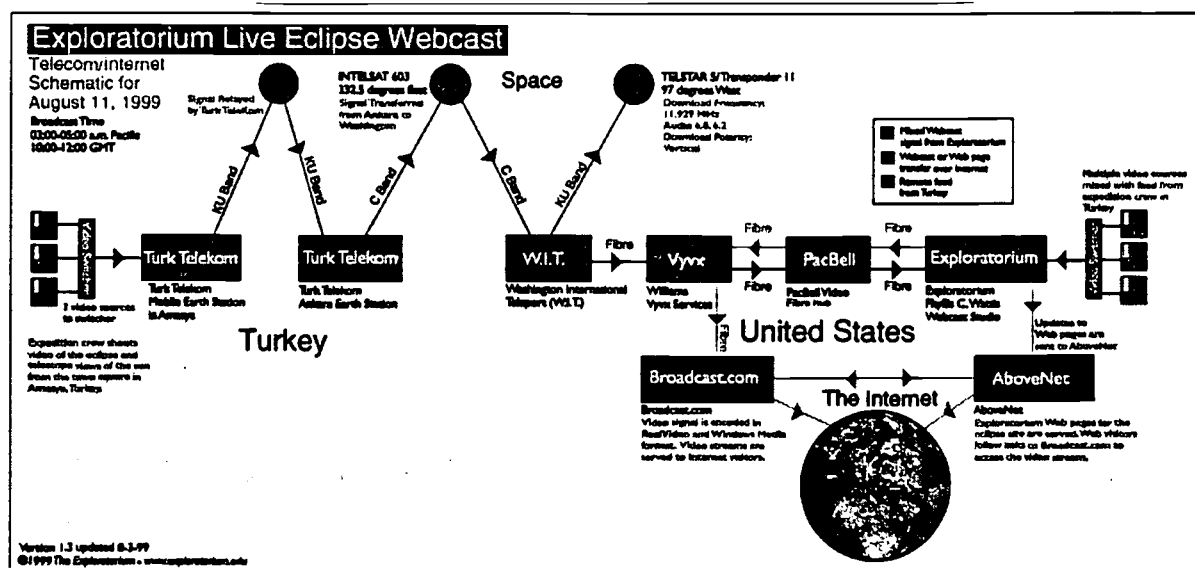 Exploratorium Live Eclipse Webcast
Telecom/internet
Schematic for
August 11, 1999
Broadcast Time
03:00-05:00 a.m. Pacific
10:00-12:00 GMT
Signal Relayed
by Turk Telekom
INTELSAT 603
332.5 degrees East
Signal Transforms
from Ankara to
Washington
Space
TELSTAR 5/Transponder 11
97 degrees West
Download Frequency:
11.929 MHz
Audio 6.8, 6.2
Download Polarity:
Vertical
Mixed Webcast
signal from Exploratorium
Webcast or Web page
transfer over Internet
Remote feed
from Turkey
Multiple video sources
mixed with feed from
expedition crew in
Turkey
KU Band
KU Band
C Band
C Band
KU Band
Video Switcher
Turk Telekom
Turk Telekom
Mobile Earth Station
in Amasya
Turk Telekom
Turk Telekom
Ankara Earth Station
W.I.T.
Washington International
Teleport (W.I.T.)
Fibre
Vyvx
Williams
Vyvx Services
Fibre
Fibre
PacBell
PacBell Video
Fibre Hub
Fibre
Fibre
Exploratorium
Exploratorium
Phyllis C. Wattis
Webcast Studio
Video Switcher
3 video sources
to switcher
Expedition crew shoots
video of the eclipse and
telescope views of the sun
from the town square in
Amasya, Turkey
Turkey
United States
Fibre
Updates to
Web pages are
sent to AboveNet
Broadcast.com
Broadcast.com
Video signal is encoded in
RealVideo and Windows Media
format. Video streams are
served to Internet visitors.
The Internet
AboveNet
AboveNet
Exploratorium Web pages for the
eclipse site are served. Web visitors
follow links to Broadcast.com to
access the video stream.
Version 1.3 updated 8-3-99
©1999 The Exploratorium • www.exploratorium.edu